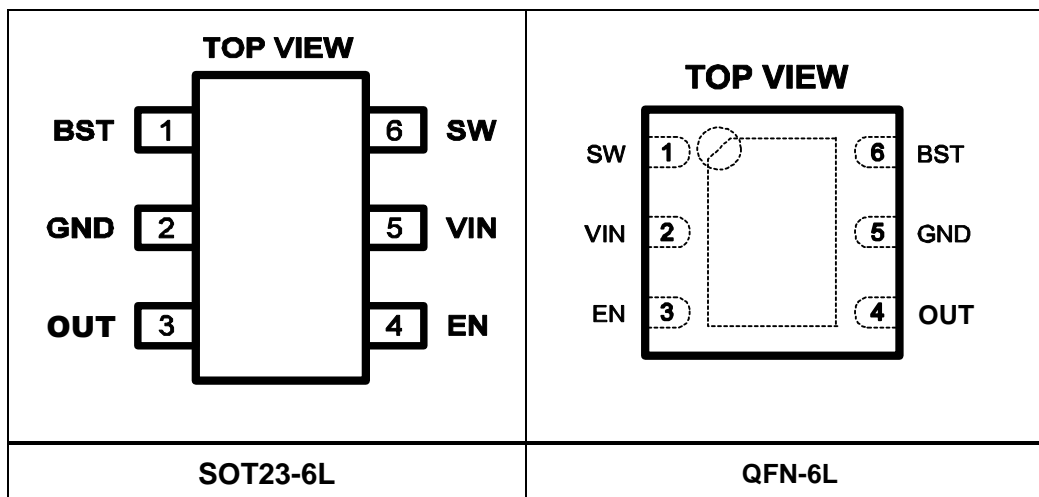 TOP VIEW
BST 1 6 SW
GND 2 5 VIN
OUT 3 4 EN
SOT23-6L
TOP VIEW
SW 1 6 BST
VIN 2 5 GND
EN 3 4 OUT
QFN-6L